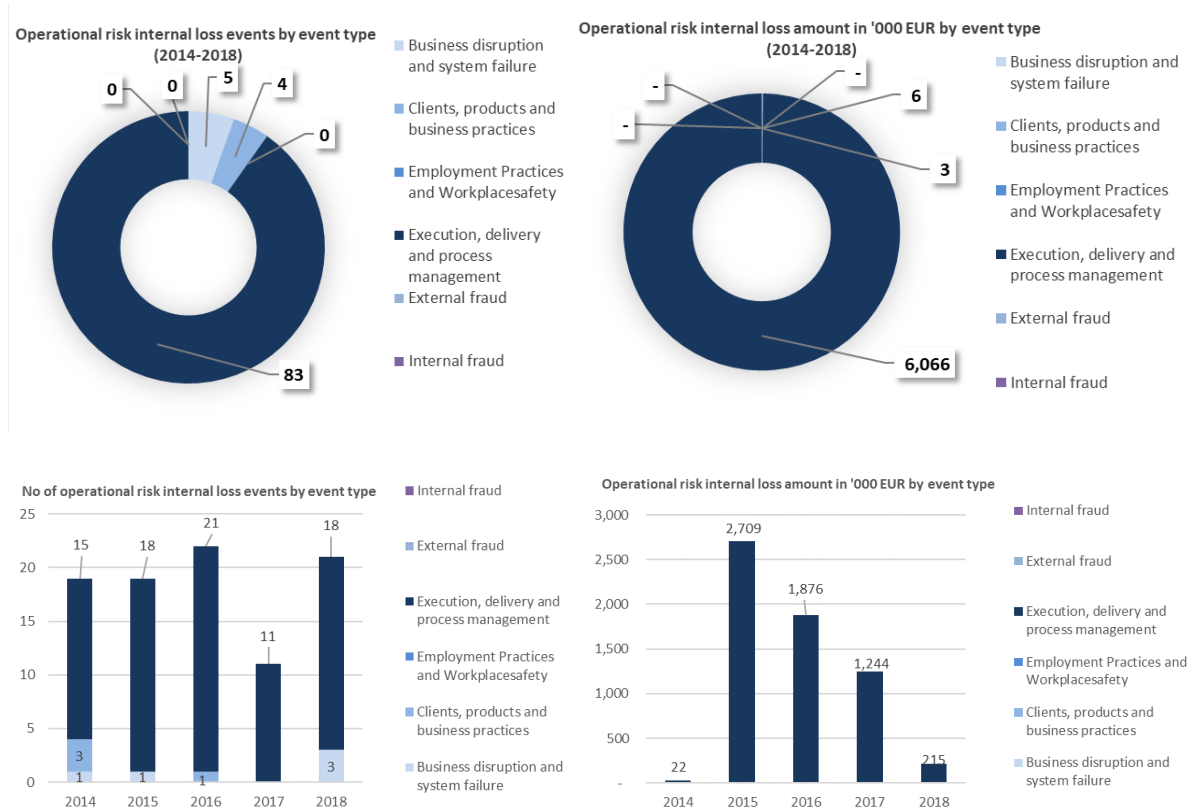 Operational risk internal loss events by event type
(2014-2018)
0
0
5
4
0
83
Business disruption
and system failure
Clients, products and
business practices
Employment Practices
and Workplacesafety
Execution, delivery
and process
management
External fraud
Internal fraud
Operational risk internal loss amount in '000 EUR by event type
(2014-2018)
-
-
-
6
3
6,066
Business disruption and
system failure
Clients, products and
business practices
Employment Practices
and Workplacesafety
Execution, delivery and
process management
External fraud
Internal fraud
No of operational risk internal loss events by event type
25
20
15
10
5
0
15
18
21
11
18
3
1
1
1
3
2014
2015
2016
2017
2018
Internal fraud
External fraud
Execution, delivery and
process management
Employment Practices
and Workplacesafety
Clients, products and
business practices
Business disruption and
system failure
Operational risk internal loss amount in '000 EUR by event type
3,000
2,500
2,000
1,500
1,000
500
-
22
2,709
1,876
1,244
215
2014
2015
2016
2017
2018
Internal fraud
External fraud
Execution, delivery and
process management
Employment Practices and
Workplacesafety
Clients, products and
business practices
Business disruption and
system failure